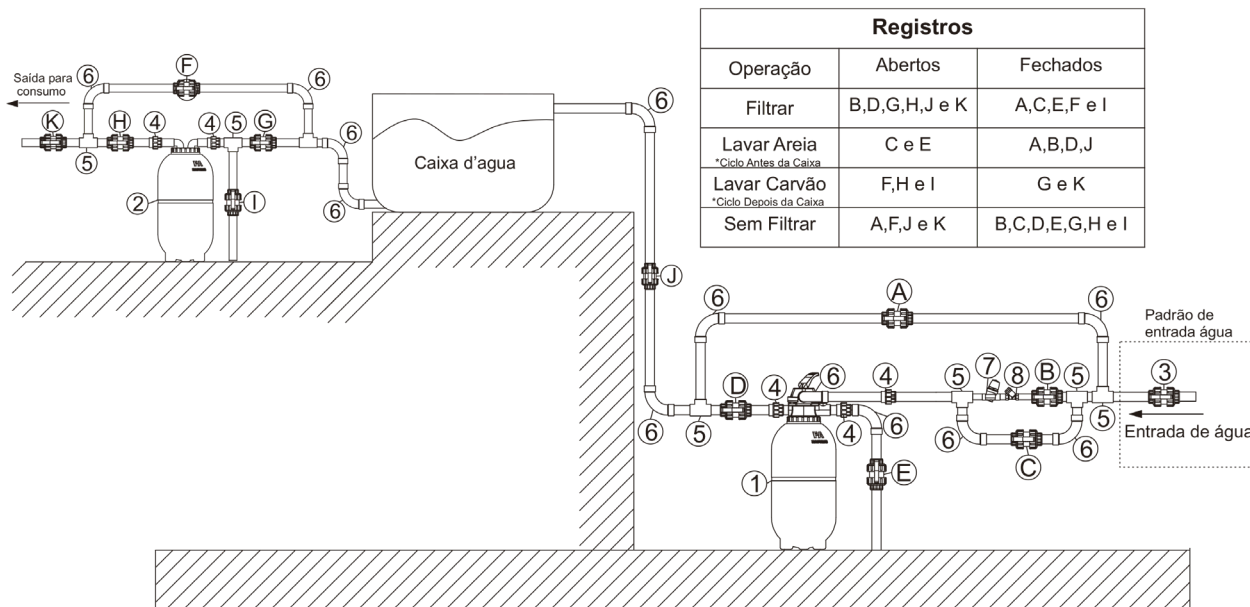 Registros
Operação Abertos Fechados
Filtrar B,D,G,H,J e K A,C,E,F e I
Lavar Areia C e E A,B,D,J
*Ciclo Antes da Caixa
Lavar Carvão F,H e I G e K
*Ciclo Depois da Caixa
Sem Filtrar A,F,J e K B,C,D,E,G,H e I
Saída para
consumo
6 F 6
K H 4 4 5 G 6
5
2 I 6
Caixa d'agua
6
J
6 A 6
Padrão de
entrada água
D 4 6 4 5 7 8 B 5 3
6 5 4 6 6 C 6 5
Entrada de água
1 E